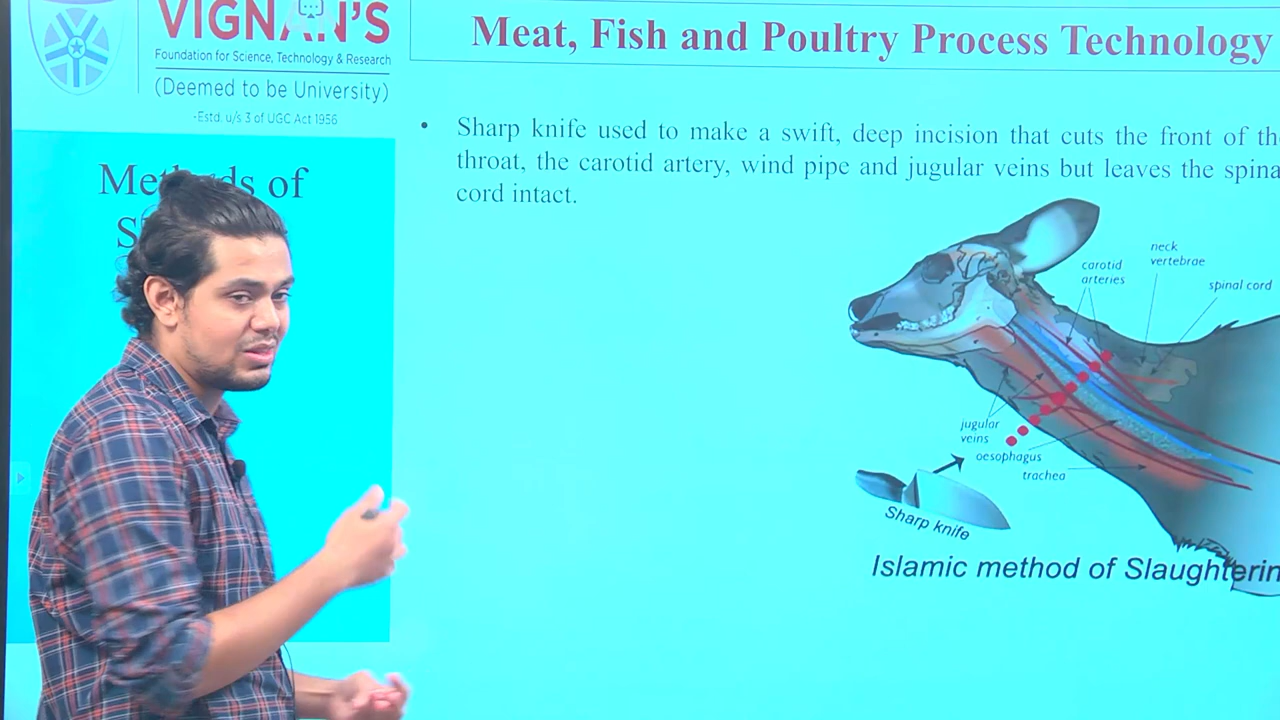 VIGNAN'S
Foundation for Science, Technology & Research
(Deemed to be University)
-Estd. u/s 3 of UGC Act 1956
Meat, Fish and Poultry Process Technology
Methods of
Sharp knife used to make a swift, deep incision that cuts the front of
throat, the carotid artery, wind pipe and jugular veins but leaves the
cord intact.
neck
vertebrae
carotid
arteries
spinal cord
jugular
veins
oesophagus
trachea
Sharp knife
Islamic method of